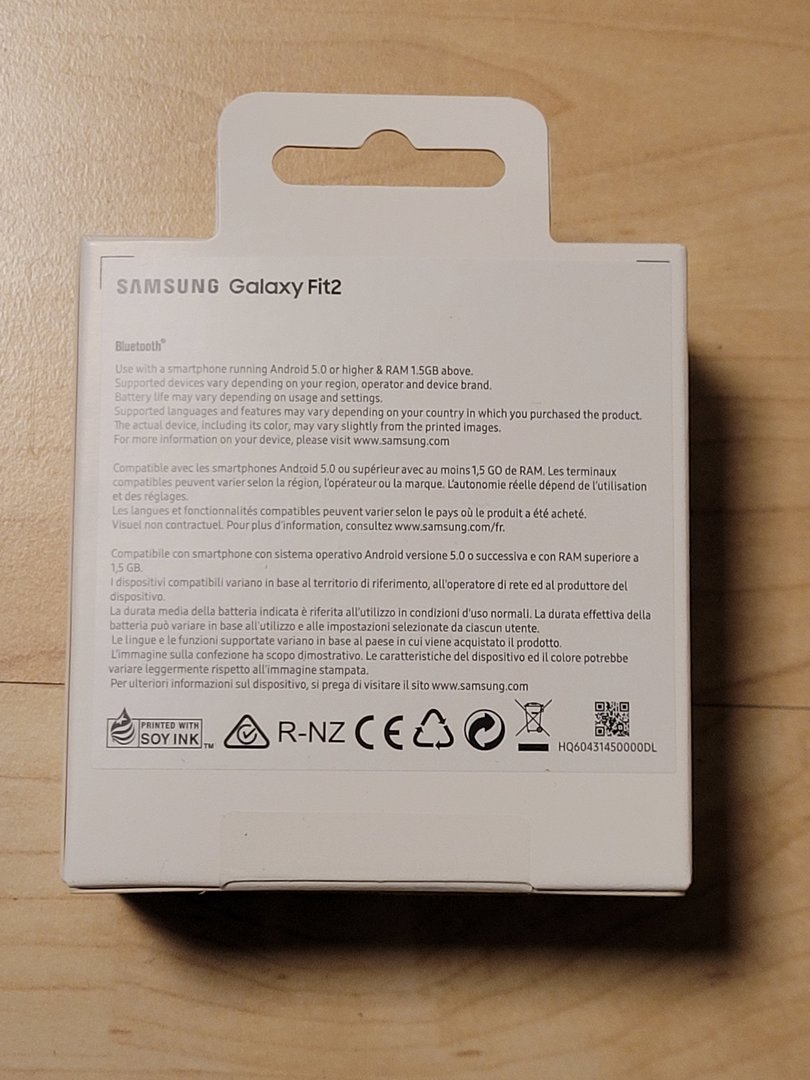 SAMSUNG Galaxy Fit2
Bluetooth®
Use with a smartphone running Android 5.0 or higher & RAM 1.5GB above.
Supported devices vary depending on your region, operator and device brand.
Battery life may vary depending on usage and settings.
Supported languages and features may vary depending on your country in which you purchased the product.
The actual device, including its color, may vary slightly from the printed images.
For more information on your device, please visit www.samsung.com
Compatible avec les smartphones Android 5.0 ou supérieur avec au moins 1,5 GO de RAM. Les terminaux
compatibles peuvent varier selon la région, l'opérateur ou la marque. L'autonomie réelle dépend de l'utilisation
et des réglages.
Les langues et fonctionnalités compatibles peuvent varier selon le pays où le produit a été acheté.
Visuel non contractuel. Pour plus d'information, consultez www.samsung.com/fr.
Compatibile con smartphone con sistema operativo Android versione 5.0 o successiva e con RAM superiore a
1,5 GB.
I dispositivi compatibili variano in base al territorio di riferimento, all'operatore di rete ed al produttore del
dispositivo.
La durata media della batteria indicata è riferita all'utilizzo in condizioni d'uso normali. La durata effettiva della
batteria può variare in base all'utilizzo e alle impostazioni selezionate da ciascun utente.
Le lingue e le funzioni supportate variano in base al paese in cui viene acquistato il prodotto.
L'immagine sulla confezione ha scopo dimostrativo. Le caratteristiche del dispositivo ed il colore potrebbe
variare leggermente rispetto all'immagine stampata.
Per ulteriori informazioni sul dispositivo, si prega di visitare il sito www.samsung.com
PRINTED WITH
SOY INK™
R-NZ
CE
HQ60431450000DL